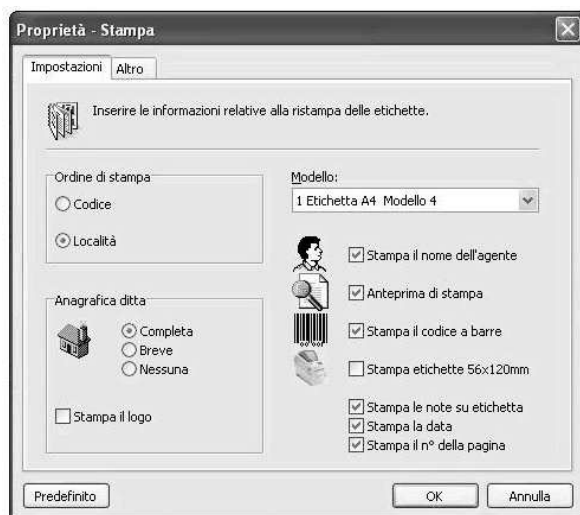 Proprietà - Stampa
Impostazioni
Altro
Inserire le informazioni relative alla ristampa delle etichette.
Ordine di stampa
Codice
Località
Anagrafica ditta
Completa
Breve
Nessuna
Stampa il logo
Modello:
1 Etichetta A4 Modello 4
Stampa il nome dell'agente
Anteprima di stampa
Stampa il codice a barre
Stampa etichette 56x120mm
Stampa le note su etichetta
Stampa la data
Stampa il n° della pagina
Predefinito
OK
Annulla